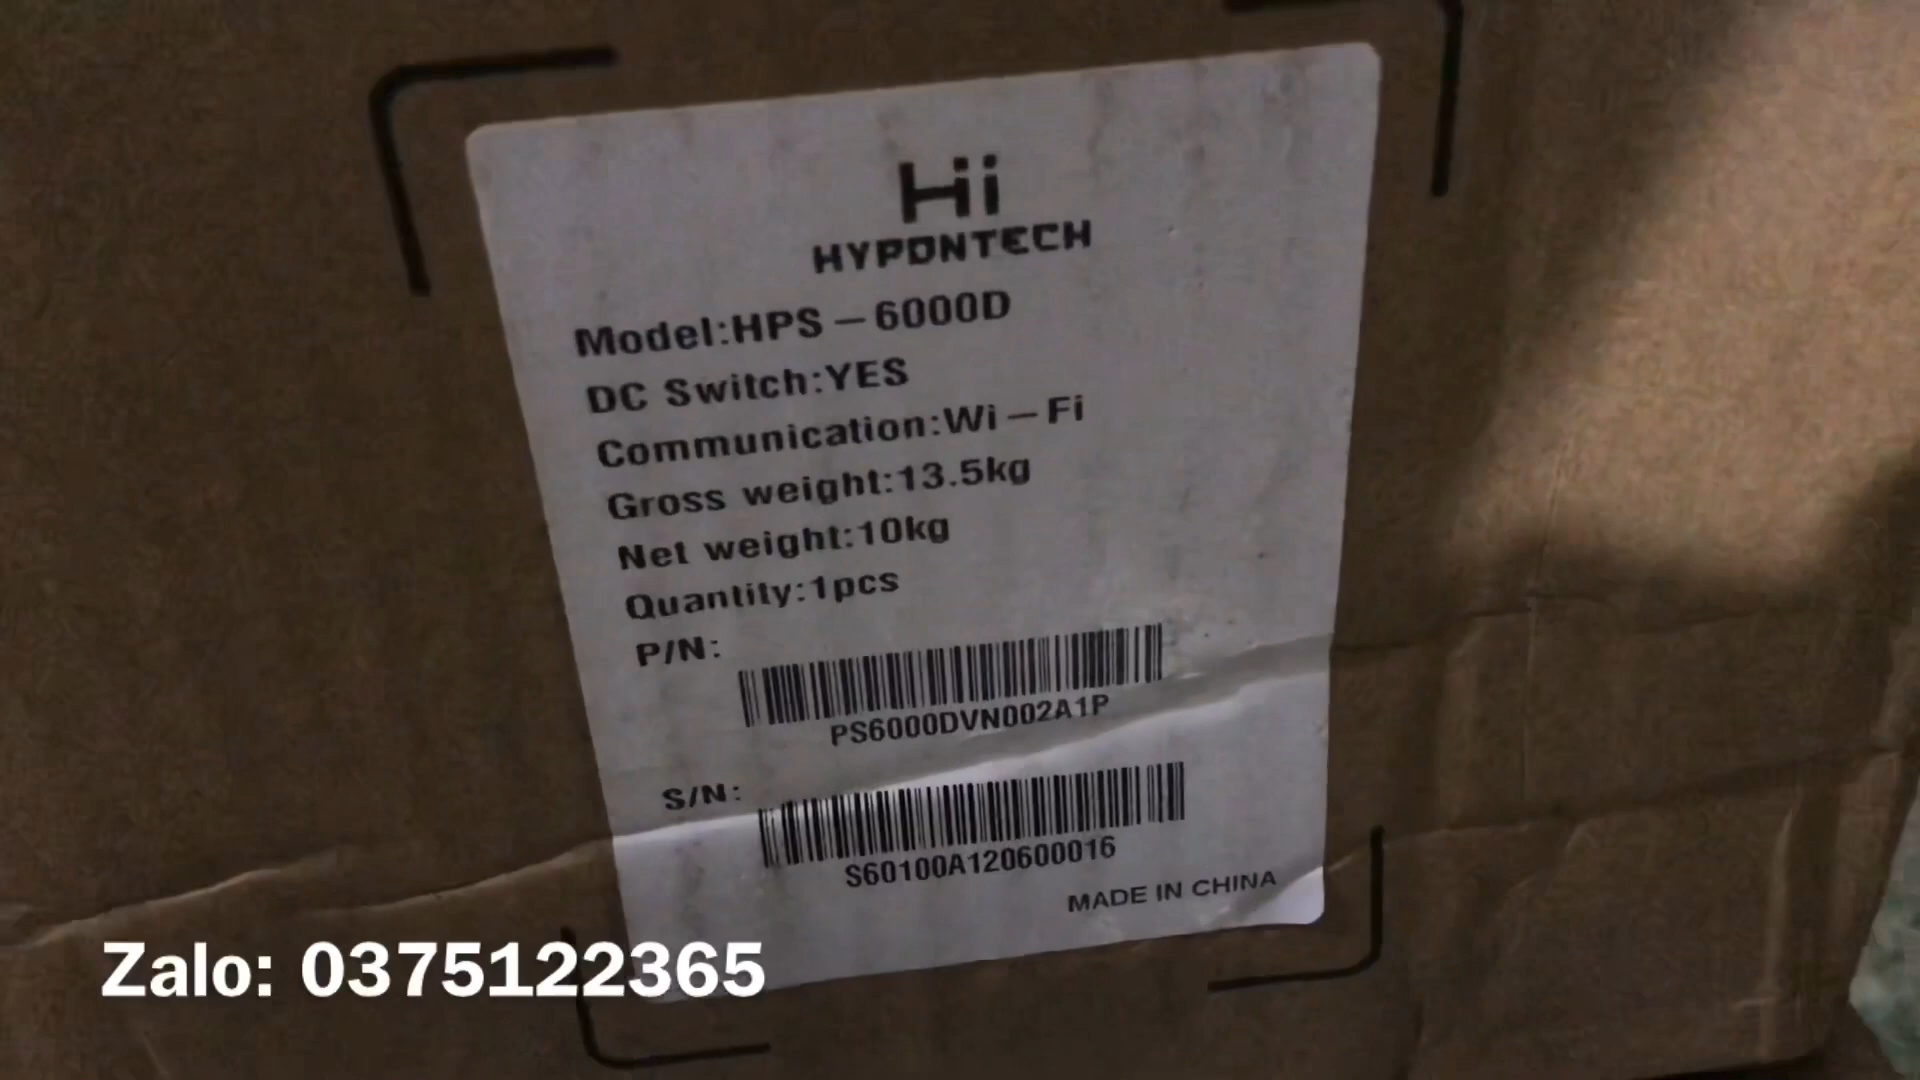 Hi
HYPONTECH
Model:HPS-6000D
DC Switch:YES
Communication:Wi-Fi
Gross weight:13.5kg
Net weight:10kg
Quantity:1pcs
P/N:
PS6000DVN002A1P
S/N:
S60100A120600016
MADE IN CHINA
Zalo: 0375122365